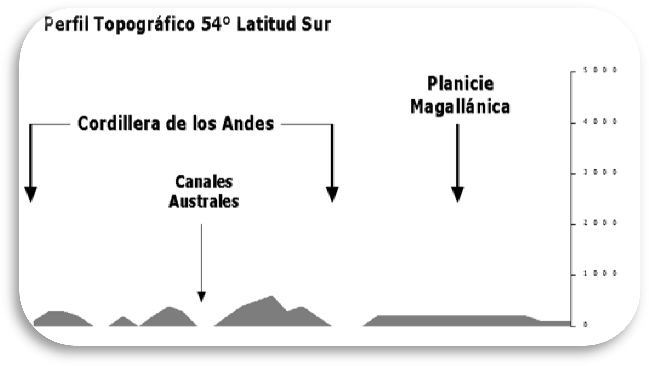 Perfil Topográfico 54° Latitud Sur
Planicie
Magallánica
Cordillera de los Andes
Canales
Australes
5000
4000
3000
2000
1000
0